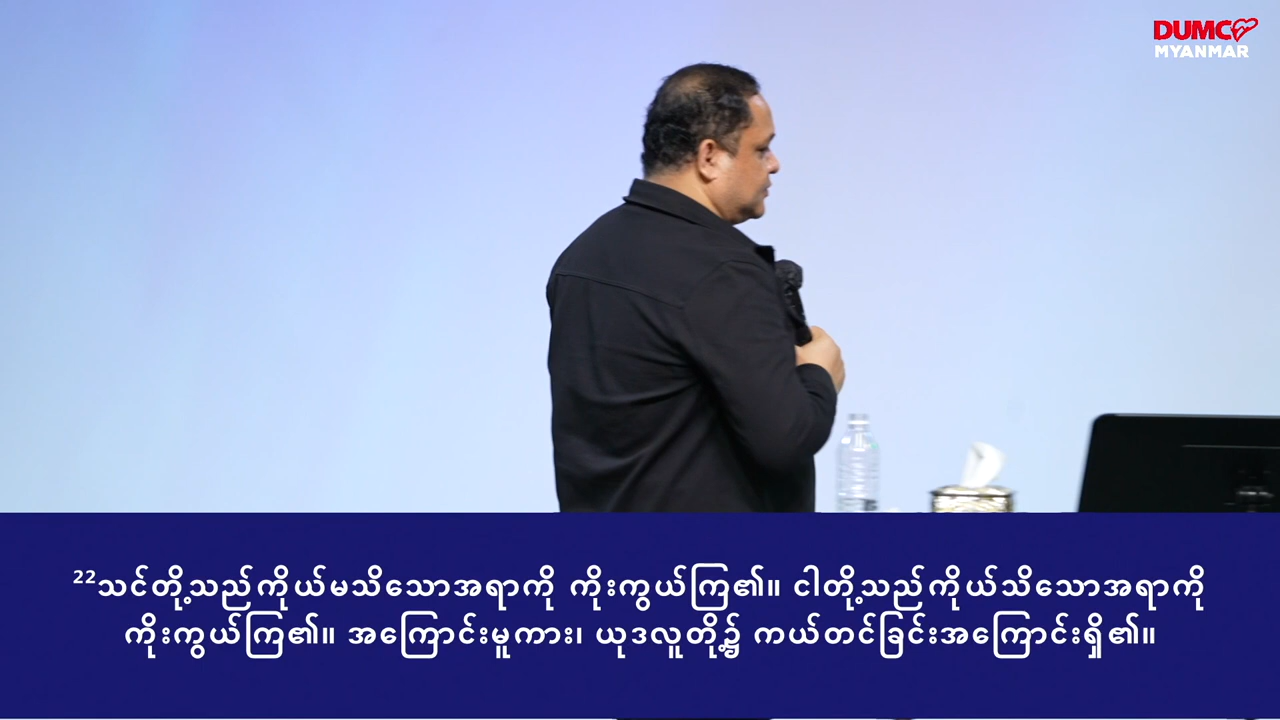 DUMC
MYANMAR
²²သင်တို့သည်ကိုယ်မသိသောအရာကို ကိုးကွယ်ကြ၏။ ငါတို့သည်ကိုယ်သိသောအရာကို
ကိုးကွယ်ကြ၏။ အကြောင်းမူကား၊ ယုဒလူတို့၌ ကယ်တင်ခြင်းအကြောင်းရှိ၏။